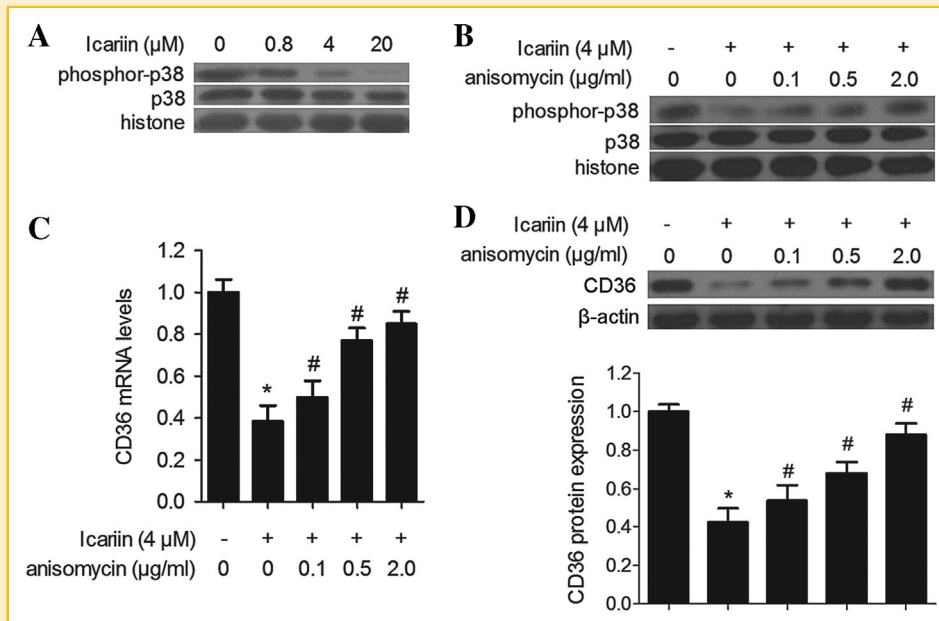 A
Icariin (µM) 0 0.8 4 20
phosphor-p38
p38
histone
B
Icariin (4 µM) - + + + +
anisomycin (µg/ml) 0 0 0.1 0.5 2.0
phosphor-p38
p38
histone
C
1.2
1.0
0.8
0.6
0.4
0.2
0.0
CD36 mRNA levels
* # # #
Icariin (4 µM) - + + + +
anisomycin (µg/ml) 0 0 0.1 0.5 2.0
D
Icariin (4 µM) - + + + +
anisomycin (µg/ml) 0 0 0.1 0.5 2.0
CD36
β-actin
1.2
1.0
0.8
0.6
0.4
0.2
0.0
CD36 protein expression
* # # #